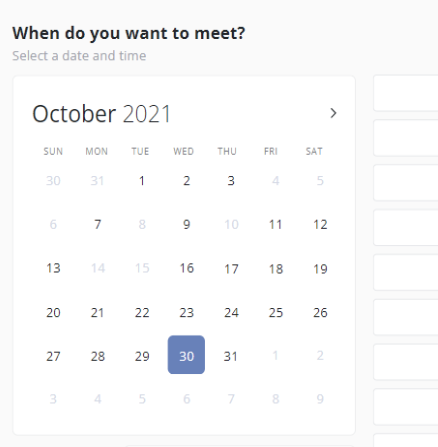 When do you want to meet?
Select a date and time
October 2021
SUN MON TUE WED THU FRI SAT
30 31 1 2 3 4 5
6 7 8 9 10 11 12
13 14 15 16 17 18 19
20 21 22 23 24 25 26
27 28 29 30 31 1 2
3 4 5 6 7 8 9